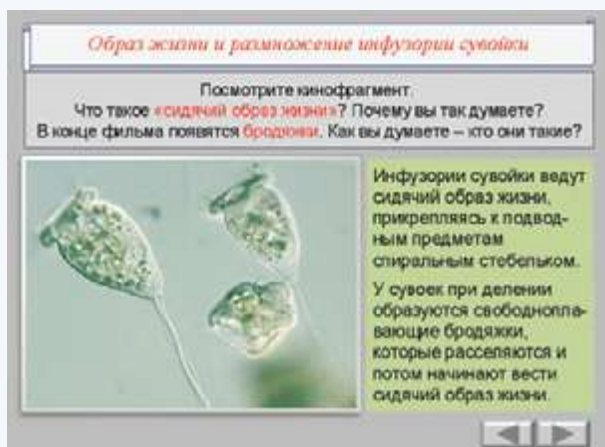 Образ жизни и размножение инфузории сувойки
Посмотрите кинофрагмент.
Что такое «сидячий образ жизни»? Почему вы так думаете?
В конце фильма появятся бродяжки. Как вы думаете – кто они такие?
Инфузории сувойки ведут
сидячий образ жизни,
прикрепляясь к подвод-
ным предметам
спиральным стебельком.
У сувоек при делении
образуются свободнопла-
вающие бродяжки,
которые расселяются и
потом начинают вести
сидячий образ жизни.